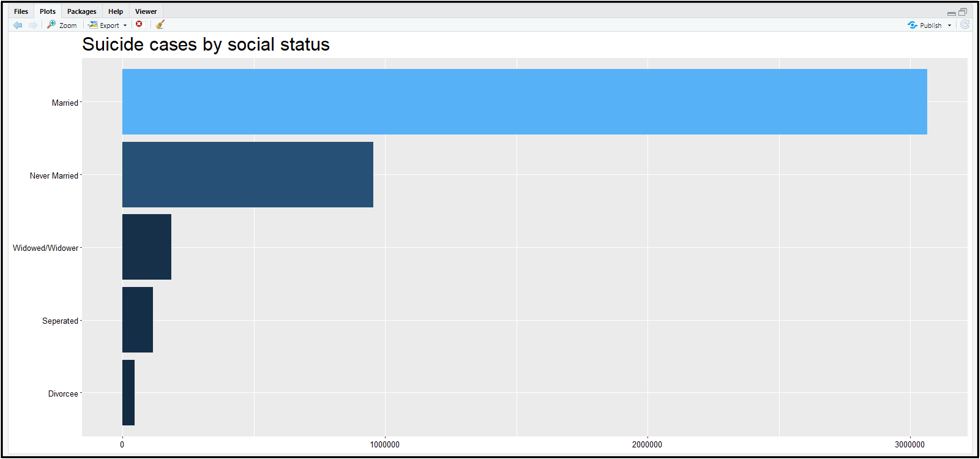 Files Plots Packages Help Viewer
Zoom Export Publish
Suicide cases by social status
Married
Never Married
Widowed/Widower
Seperated
Divorcee
0 1000000 2000000 3000000